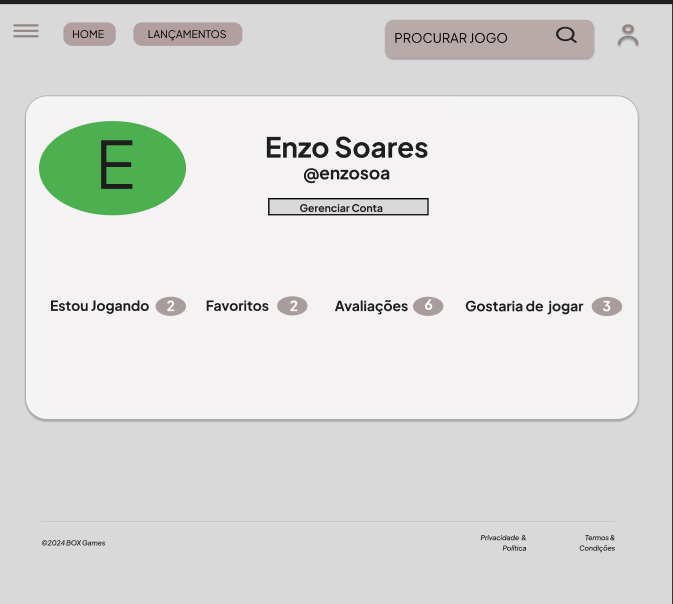 HOME
LANÇAMENTOS
PROCURAR JOGO
E
Enzo Soares
@enzosoa
Gerenciar Conta
Estou Jogando 2
Favoritos 2
Avaliações 6
Gostaria de jogar 3
©2024 BOX Games
Privacidade &
Política
Termos &
Condições